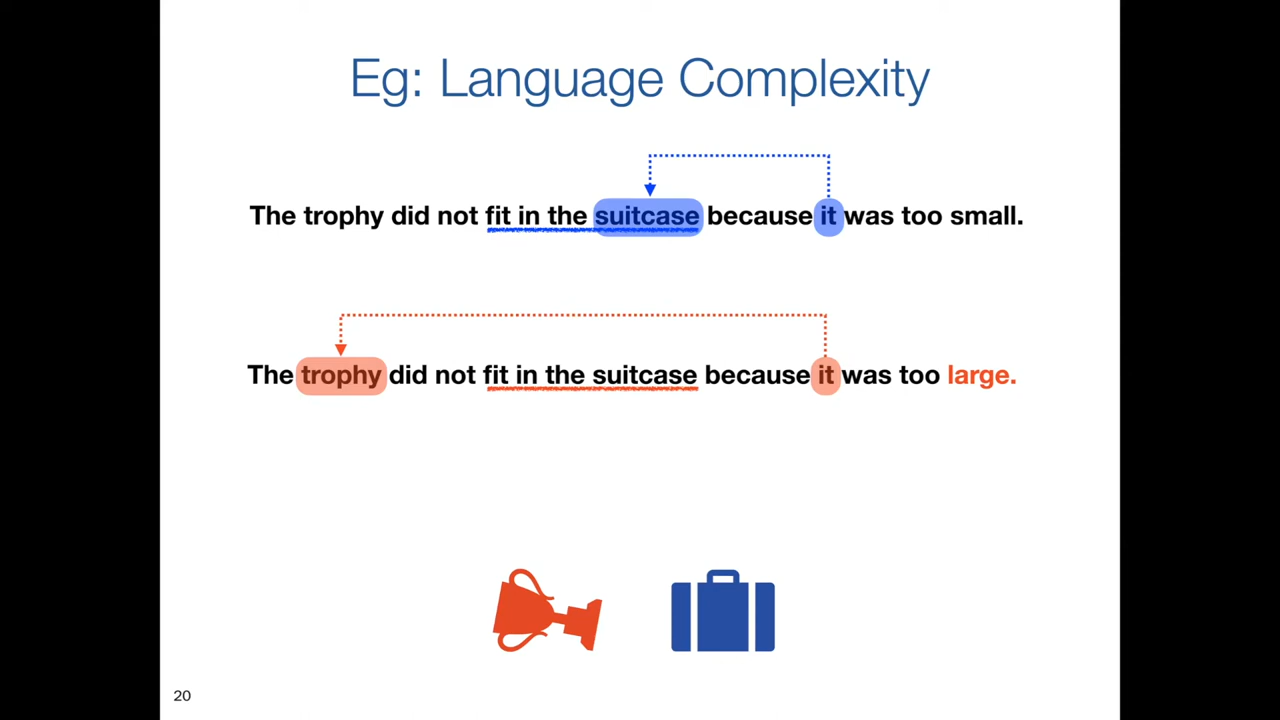 Eg: Language Complexity
The trophy did not fit in the suitcase because it was too small.
The trophy did not fit in the suitcase because it was too large.
20